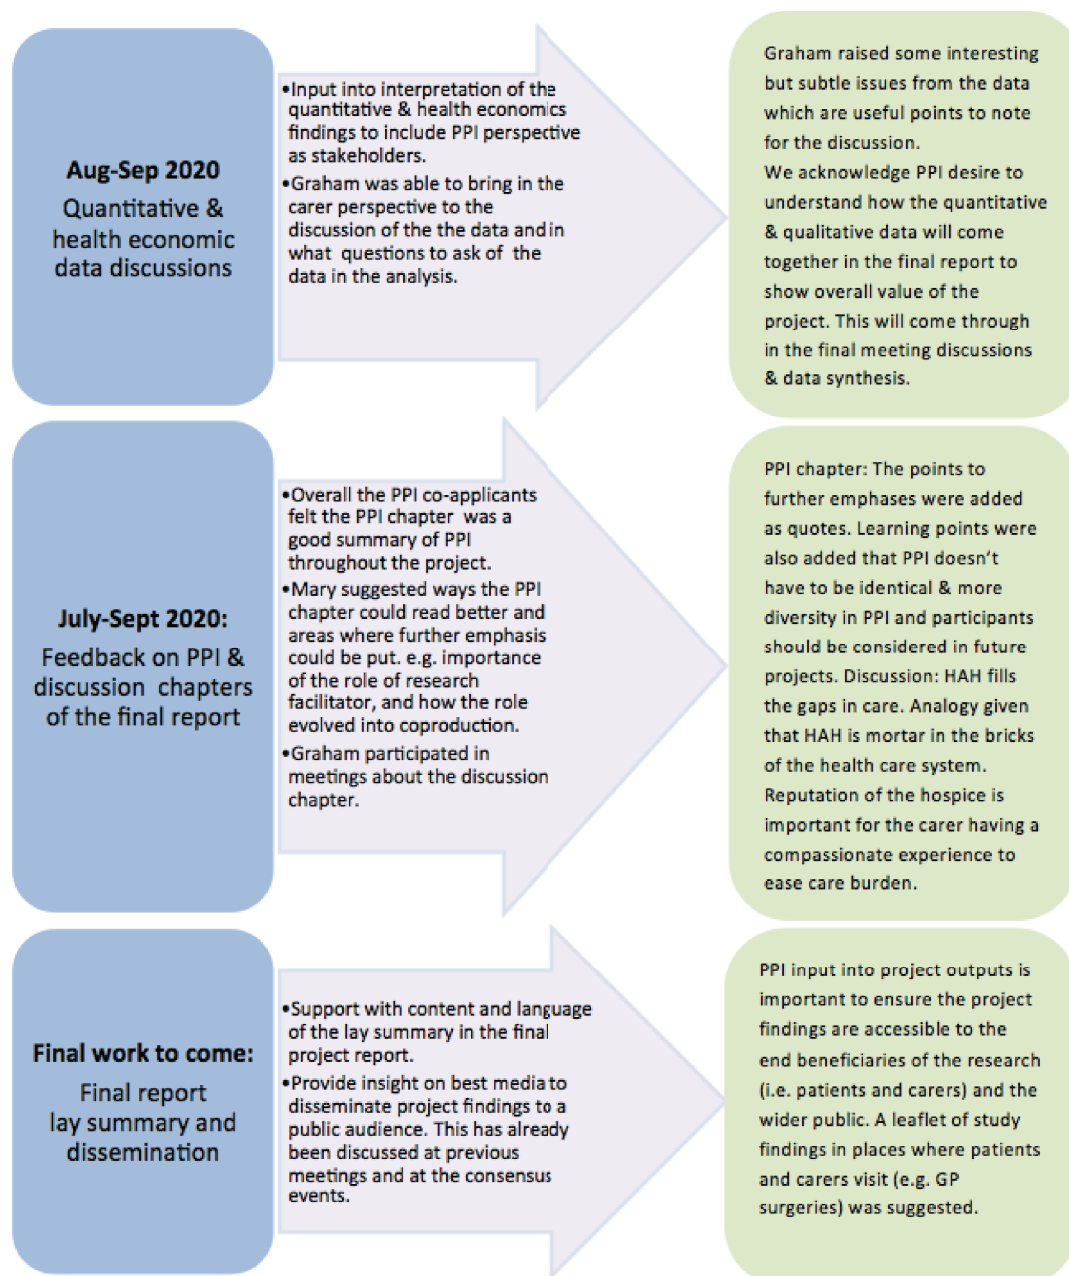 Aug-Sep 2020
Quantitative &
health economic
data discussions
•Input into interpretation of the
quantitative & health economics
findings to include PPI perspective
as stakeholders.
•Graham was able to bring in the
carer perspective to the
discussion of the the data and in
what questions to ask of the
data in the analysis.
Graham raised some interesting
but subtle issues from the data
which are useful points to note
for the discussion.
We acknowledge PPI desire to
understand how the quantitative
& qualitative data will come
together in the final report to
show overall value of the
project. This will come through
in the final meeting discussions
& data synthesis.
July-Sept 2020:
Feedback on PPI &
discussion chapters
of the final report
•Overall the PPI co-applicants
felt the PPI chapter was a
good summary of PPI
throughout the project.
•Mary suggested ways the PPI
chapter could read better and
areas where further emphasis
could be put. e.g. importance
of the role of research
facilitator, and how the role
evolved into coproduction.
•Graham participated in
meetings about the discussion
chapter.
PPI chapter: The points to
further emphases were added
as quotes. Learning points were
also added that PPI doesn't
have to be identical & more
diversity in PPI and participants
should be considered in future
projects. Discussion: HAH fills
the gaps in care. Analogy given
that HAH is mortar in the bricks
of the health care system.
Reputation of the hospice is
important for the carer having a
compassionate experience to
ease care burden.
Final work to come:
Final report
lay summary and
dissemination
•Support with content and language
of the lay summary in the final
project report.
•Provide insight on best media to
disseminate project findings to a
public audience. This has already
been discussed at previous
meetings and at the consensus
events.
PPI input into project outputs is
important to ensure the project
findings are accessible to the
end beneficiaries of the research
(i.e. patients and carers) and the
wider public. A leaflet of study
findings in places where patients
and carers visit (e.g. GP
surgeries) was suggested.